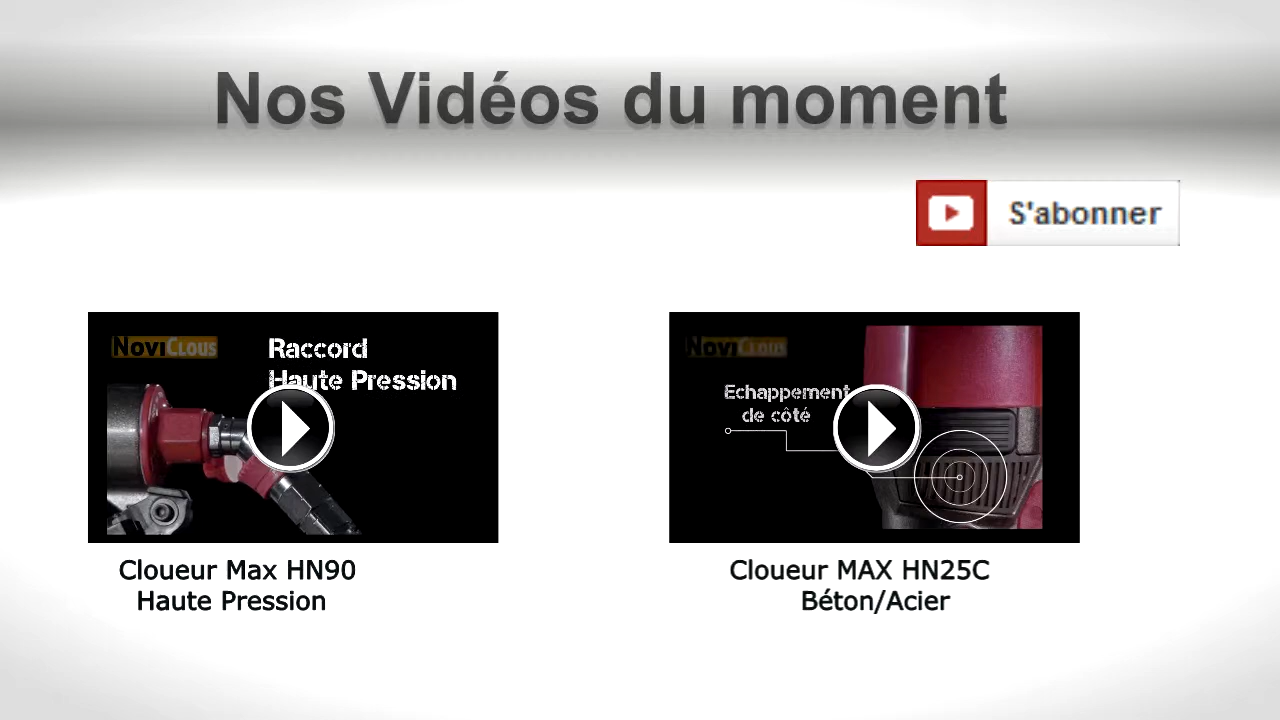 Nos Vidéos du moment
S'abonner
NoviClous
Raccord
Haute Pression
NoviClous
Echappement
de côté
Cloueur Max HN90
Haute Pression
Cloueur MAX HN25C
Béton/Acier